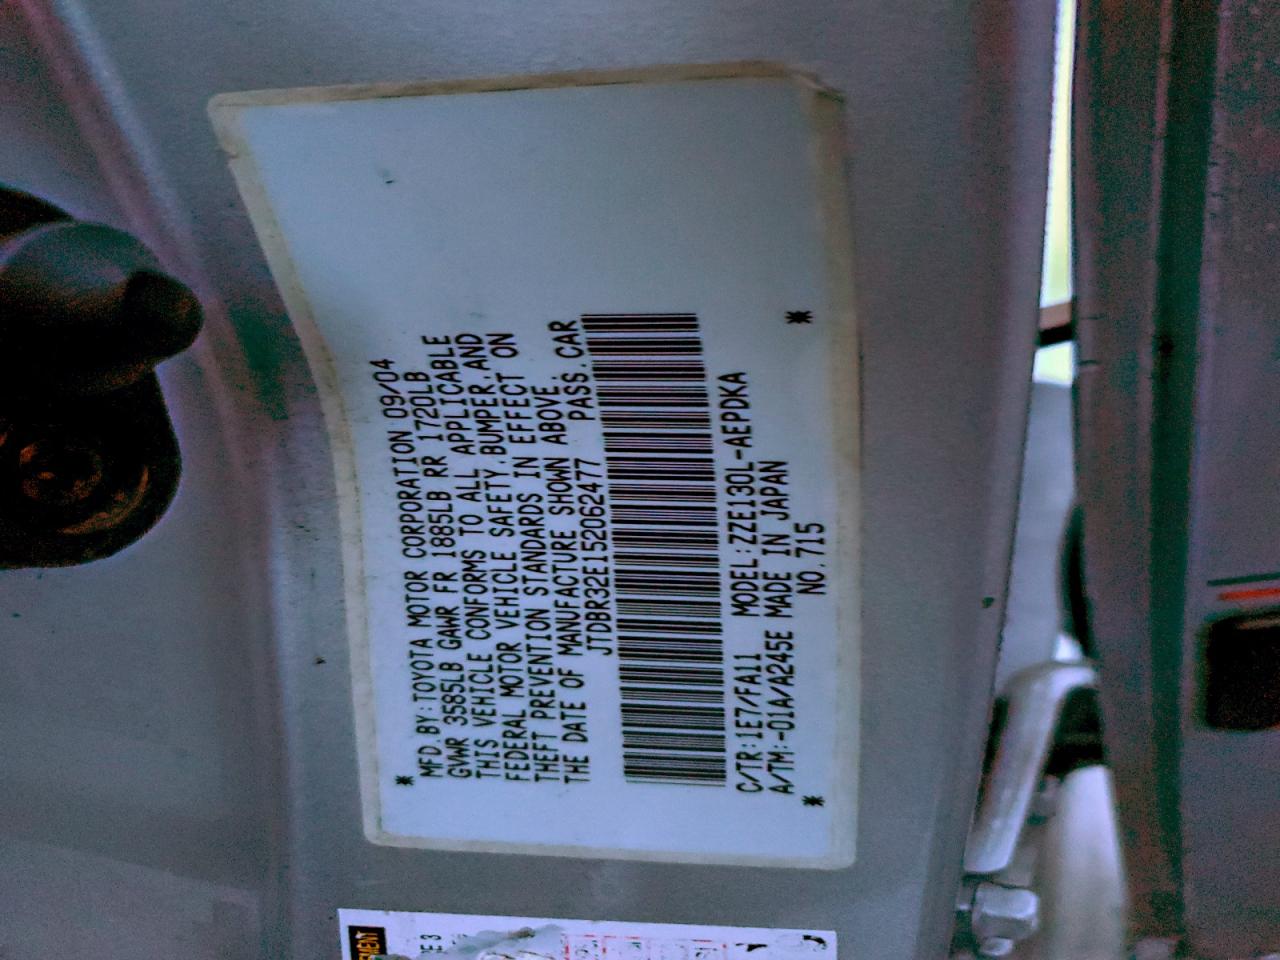 MFD. BY: TOYOTA MOTOR CORPORATION 09/04
GVWR 3585LB GAWR FR 1885LB RR 1720LB
THIS VEHICLE CONFORMS TO ALL APPLICABLE
FEDERAL MOTOR VEHICLE SAFETY, BUMPER, AND
THEFT PREVENTION STANDARDS IN EFFECT ON
THE DATE OF MANUFACTURE SHOWN ABOVE.
JTDBR32E152062477 PASS. CAR
C/TR: 1E7/FA11 MODEL: ZZE130L-AEPDKA
A/TM: -01A/A245E MADE IN JAPAN
NO. 715